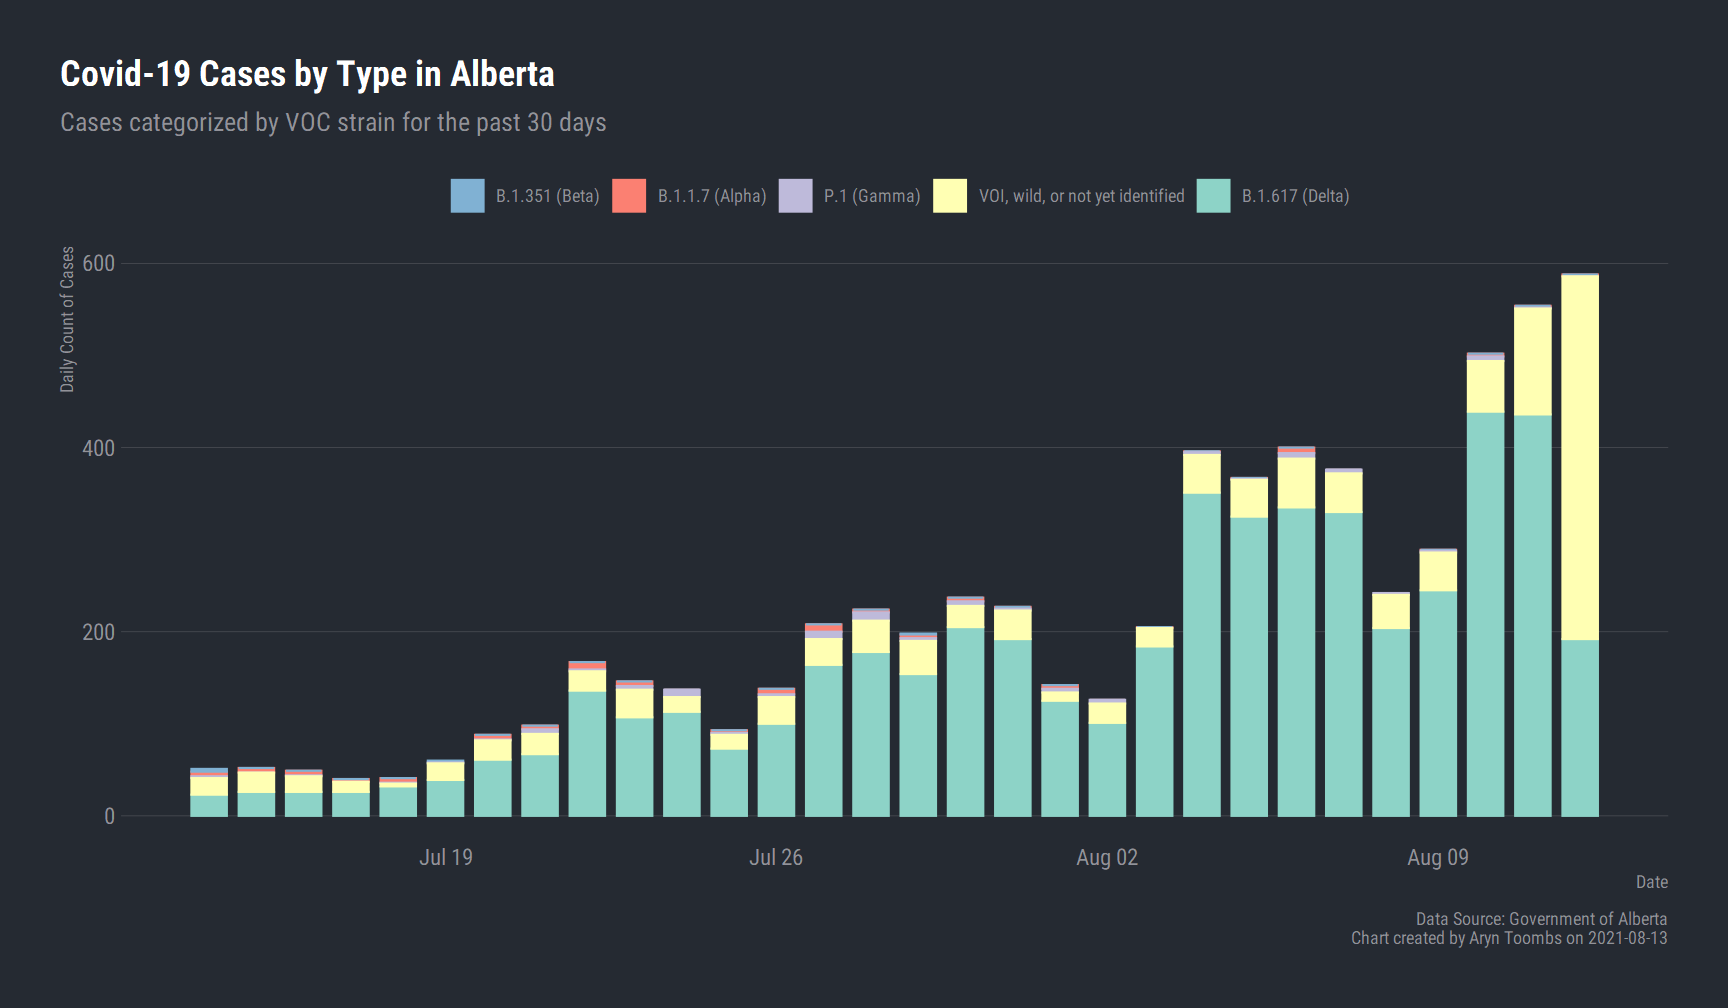 Covid-19 Cases by Type in Alberta
Cases categorized by VOC strain for the past 30 days
B.1.351 (Beta) B.1.1.7 (Alpha) P.1 (Gamma) VOI, wild, or not yet identified B.1.617 (Delta)
Daily Count of Cases
600
400
200
0
Jul 19 Jul 26 Aug 02 Aug 09
Date
Data Source: Government of Alberta
Chart created by Aryn Toombs on 2021-08-13